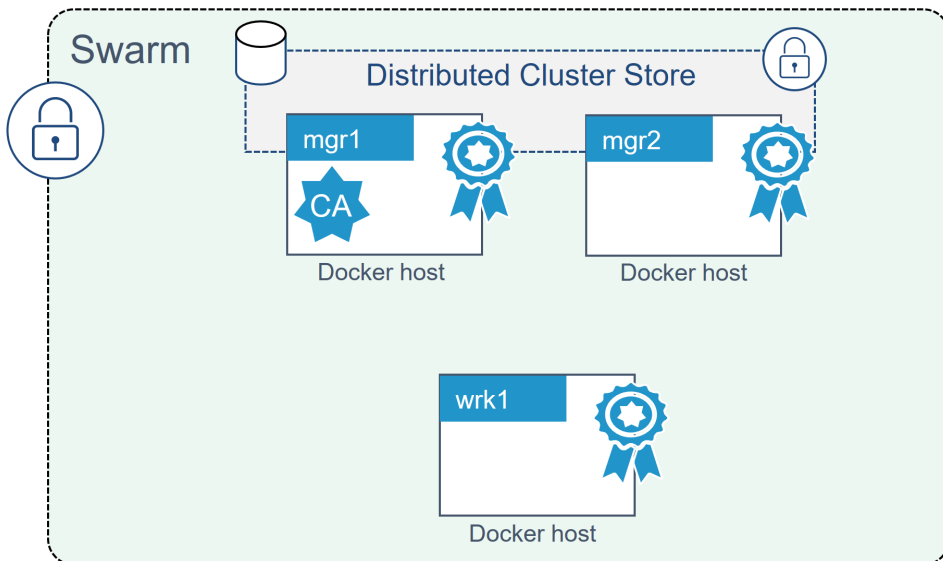 Swarm
Distributed Cluster Store
mgr1
mgr2
CA
Docker host
Docker host
wrk1
Docker host